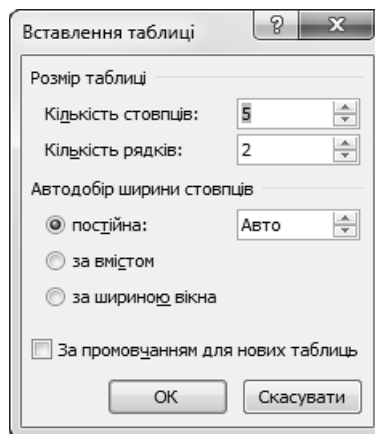 Вставлення таблиці
Розмір таблиці
Кількість стовпців: 5
Кількість рядків: 2
Автодобір ширини стовпців
постійна: Авто
за вмістом
за шириною вікна
За промовчанням для нових таблиць
ОК Скасувати